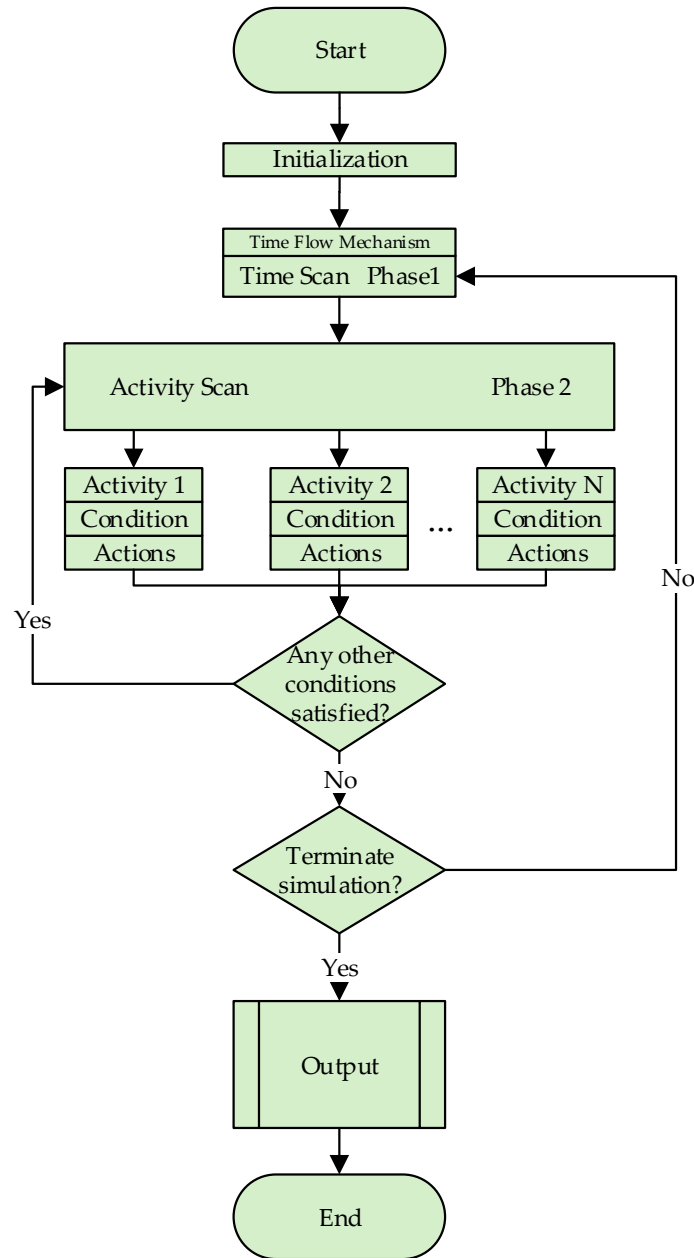 Start
Initialization
Time Flow Mechanism
Time Scan Phase1
Activity Scan Phase 2
Activity 1 Activity 2 Activity N
Condition Condition ... Condition
Actions Actions Actions
No
Yes
Any other
conditions
satisfied?
No
Terminate
simulation?
Yes
Output
End